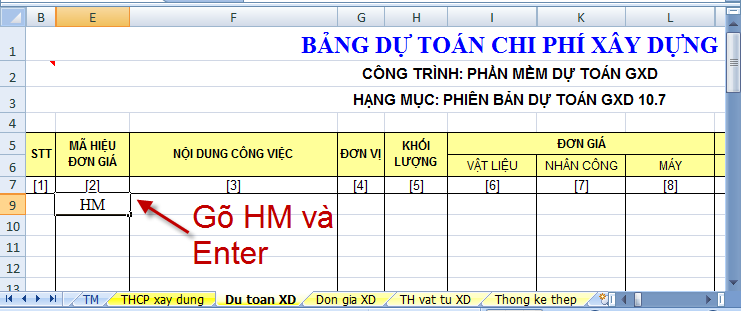 B E F G H I K L
1 BẢNG DỰ TOÁN CHI PHÍ XÂY DỰNG
2 CÔNG TRÌNH: PHẦN MỀM DỰ TOÁN GXD
3 HẠNG MỤC: PHIÊN BẢN DỰ TOÁN GXD 10.7
4
5 STT MÃ HIỆU ĐƠN GIÁ NỘI DUNG CÔNG VIỆC ĐƠN VỊ KHỐI LƯỢNG ĐƠN GIÁ
6 VẬT LIỆU NHÂN CÔNG MÁY
7 [1] [2] [3] [4] [5] [6] [7] [8]
9 HM
Gõ HM và
Enter
10
11
12
13
TM THCP xay dung Du toan XD Don gia XD TH vat tu XD Thong ke thep